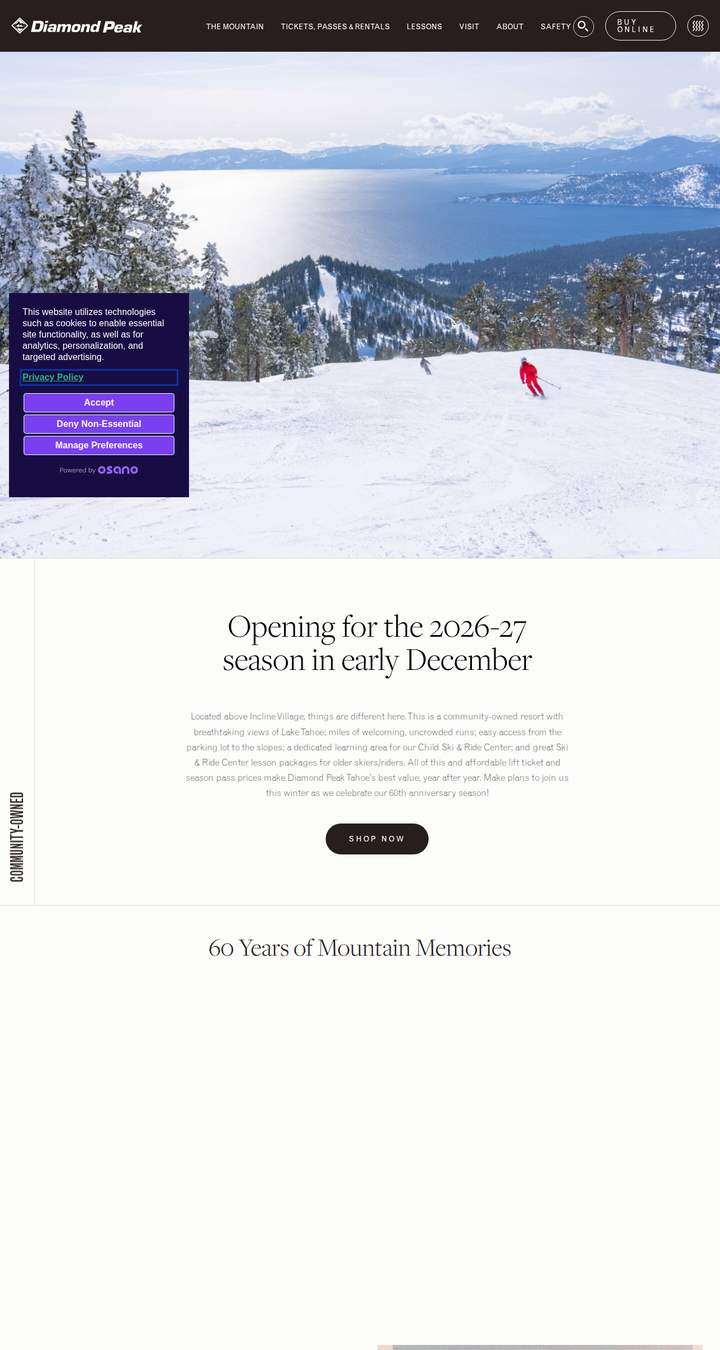 Diamond Peak
THE MOUNTAIN
TICKETS, PASSES & RENTALS
LESSONS
VISIT
ABOUT
SAFETY
BUY
ONLINE
This website utilizes technologies
such as cookies to enable essential
site functionality, as well as for
analytics, personalization, and
targeted advertising.
Privacy Policy
Accept
Deny Non-Essential
Manage Preferences
Powered by osano
COMMUNITY-OWNED
Opening for the 2026-27
season in early December
Located above Incline Village, things are different here. This is a community-owned resort with
breathtaking views of Lake Tahoe; miles of welcoming, uncrowded runs; easy access from the
parking lot to the slopes; a dedicated learning area for our Child Ski & Ride Center; and great Ski
& Ride Center lesson packages for older skiers/riders. All of this and affordable lift ticket and
season pass prices make Diamond Peak Tahoe's best value, year after year. Make plans to join us
this winter as we celebrate our 60th anniversary season!
SHOP NOW
60 Years of Mountain Memories